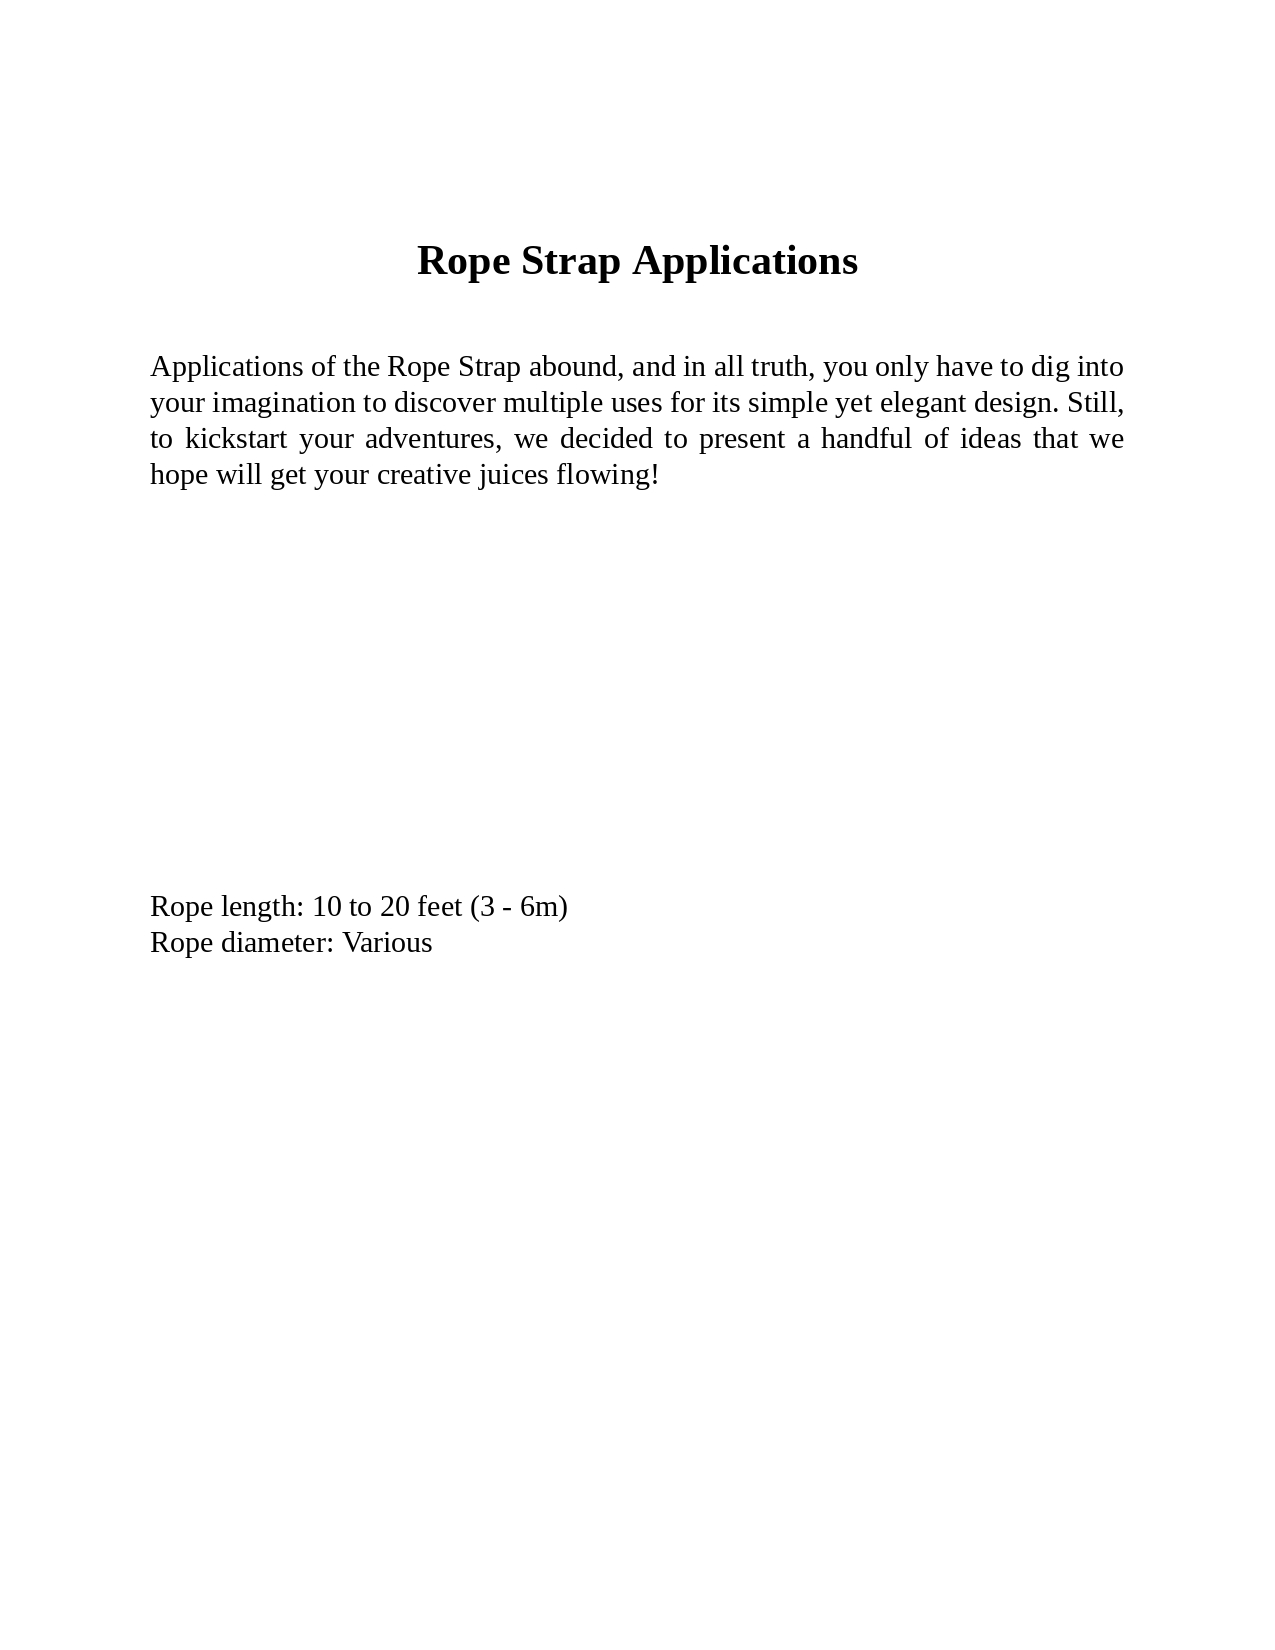 Rope Strap Applications
Applications of the Rope Strap abound, and in all truth, you only have to dig into
your imagination to discover multiple uses for its simple yet elegant design. Still,
to kickstart your adventures, we decided to present a handful of ideas that we
hope will get your creative juices flowing!
Rope length: 10 to 20 feet (3 - 6m)
Rope diameter: Various